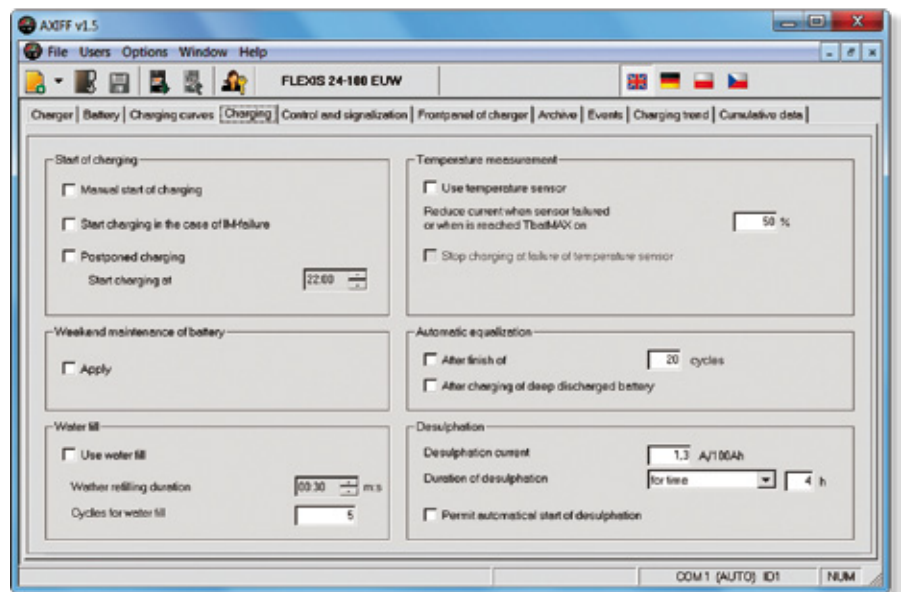 AXIFF v1.5
File Users Options Window Help
FLEXIS 24-100 EUW
Charger Battery Charging curves Charging Control and signalization Frontpanel of charger Archive Events Charging trend Cumulative data
Start of charging
Manual start of charging
Start charging in the case of IM-failure
Postponed charging
Start charging at 22:00
Weekend maintenance of battery
Apply
Water fill
Use water fill
Wather refilling duration 00:30 m:s
Cycles for water fill 5
Temperature measurement
Use temperature sensor
Reduce current when sensor failured
or when is reached TbatMAX on 50 %
Stop charging at failure of temperature sensor
Automatic equalization
After finish of 20 cycles
After charging of deep discharged battery
Desulphation
Desulphation current 1,3 A/100Ah
Duration of desulphation for time 4 h
Permit automatical start of desulphation
COM1 (AUTO) ID1 NUM